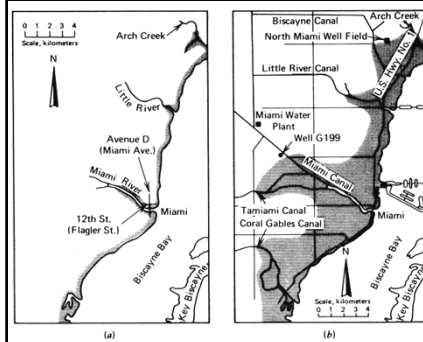 0 1 2 3 4
Scale, kilometers
N
Arch Creek
Little River
Avenue D
(Miami Ave.)
Miami River
12th St.
(Flagler St.)
Miami
Biscayne Bay
Key Biscayne
(a)
Biscayne Canal
Arch Creek
North Miami Well Field
U.S. Hwy. No. 1
Little River Canal
Miami Water
Plant
Well G199
Miami Canal
Miami
Tamiami Canal
Coral Gables Canal
N
Biscayne Bay
Key Biscayne
0 1 2 3 4
Scale, kilometers
(b)